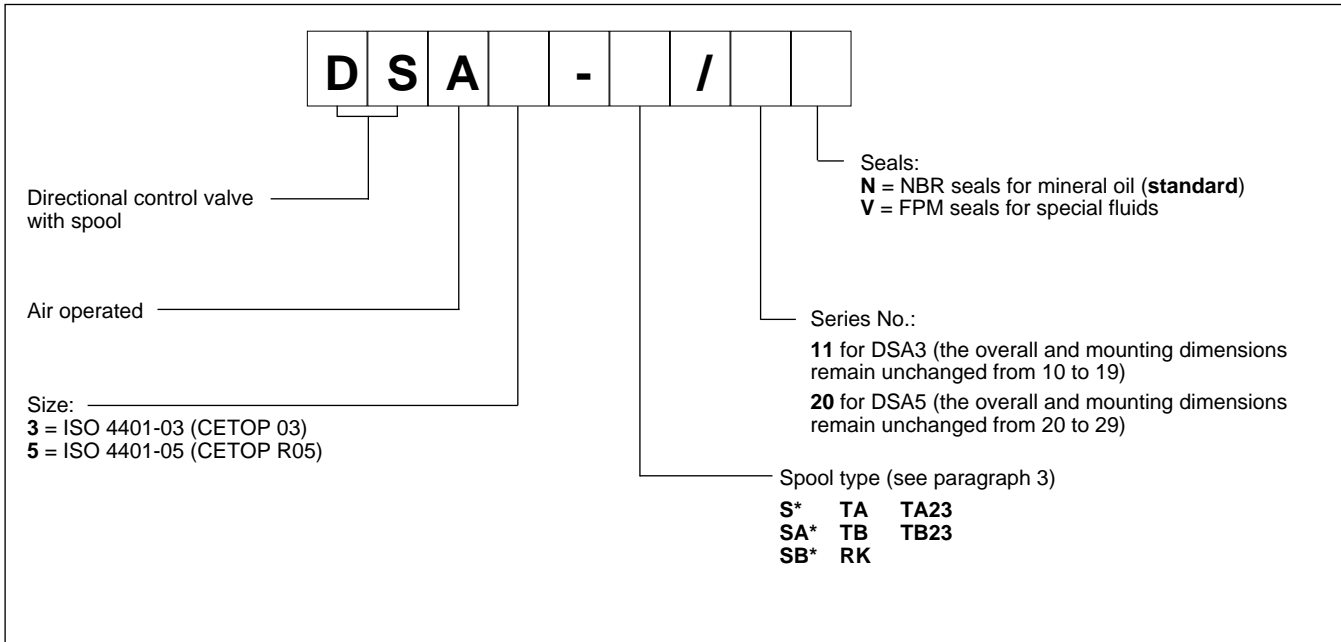 D S A - /
Directional control valve
with spool
Air operated
Size:
3 = ISO 4401-03 (CETOP 03)
5 = ISO 4401-05 (CETOP R05)
Seals:
N = NBR seals for mineral oil (standard)
V = FPM seals for special fluids
Series No.:
11 for DSA3 (the overall and mounting dimensions
remain unchanged from 10 to 19)
20 for DSA5 (the overall and mounting dimensions
remain unchanged from 20 to 29)
Spool type (see paragraph 3)
S* TA TA23
SA* TB TB23
SB* RK